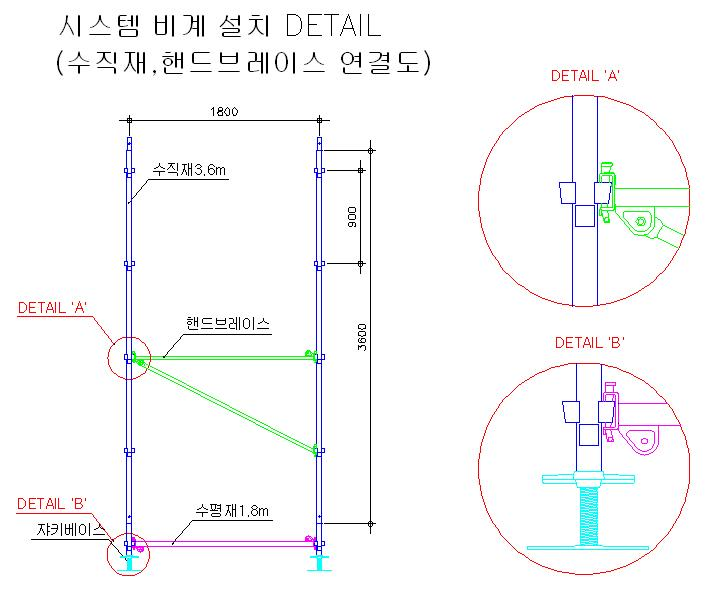 시스템 비계 설치 DETAIL
(수직재,핸드브레이스 연결도)
DETAIL 'A'
1800
수직재3.6m
900
DETAIL 'A'
핸드브레이스
3600
DETAIL 'B'
DETAIL 'B'
수평재1.8m
쟈키베이스